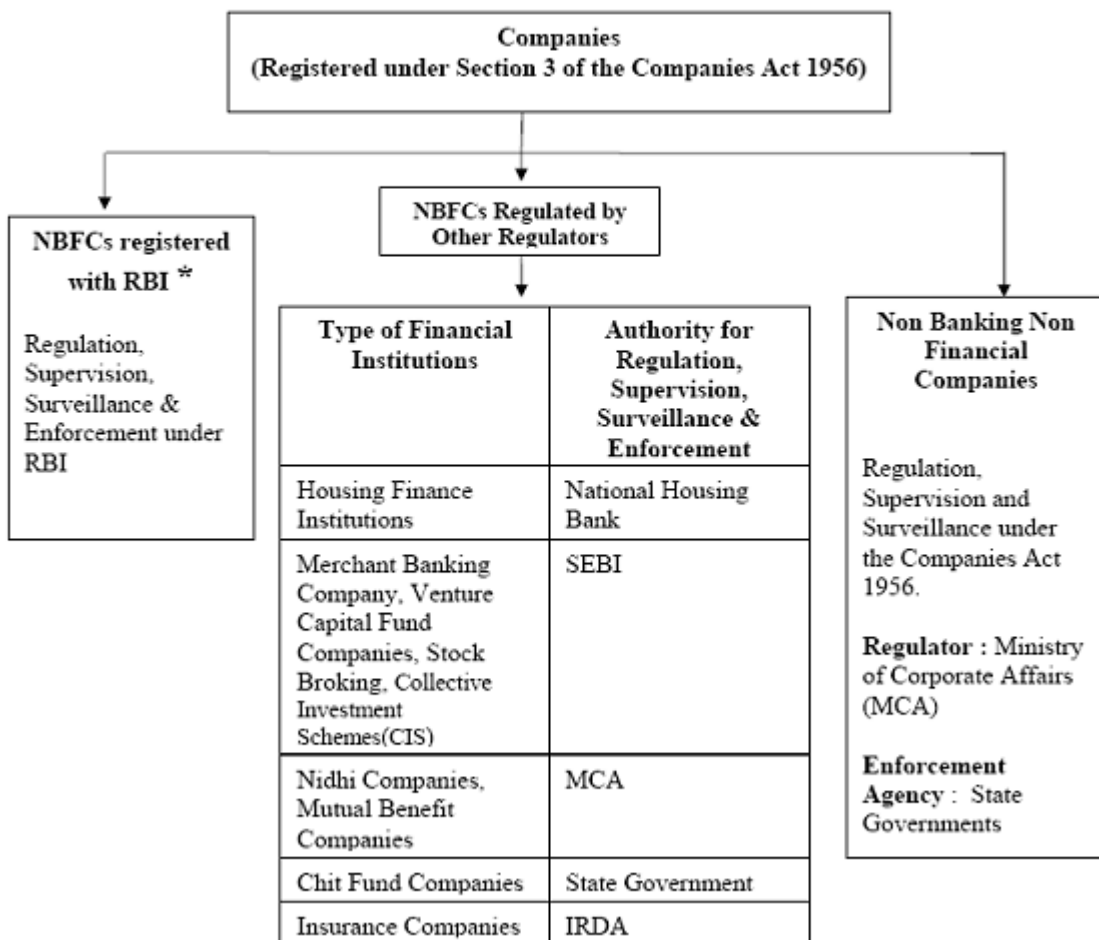 Companies
(Registered under Section 3 of the Companies Act 1956)
NBFCs registered
with RBI *
Regulation,
Supervision,
Surveillance &
Enforcement under
RBI
NBFCs Regulated by
Other Regulators
Type of Financial
Institutions
Authority for
Regulation,
Supervision,
Surveillance &
Enforcement
Housing Finance
Institutions
National Housing
Bank
Merchant Banking
Company, Venture
Capital Fund
Companies, Stock
Broking, Collective
Investment
Schemes(CIS)
SEBI
Nidhi Companies,
Mutual Benefit
Companies
MCA
Chit Fund Companies
State Government
Insurance Companies
IRDA
Non Banking Non
Financial
Companies
Regulation,
Supervision and
Surveillance under
the Companies Act
1956.
Regulator : Ministry
of Corporate Affairs
(MCA)
Enforcement
Agency : State
Governments